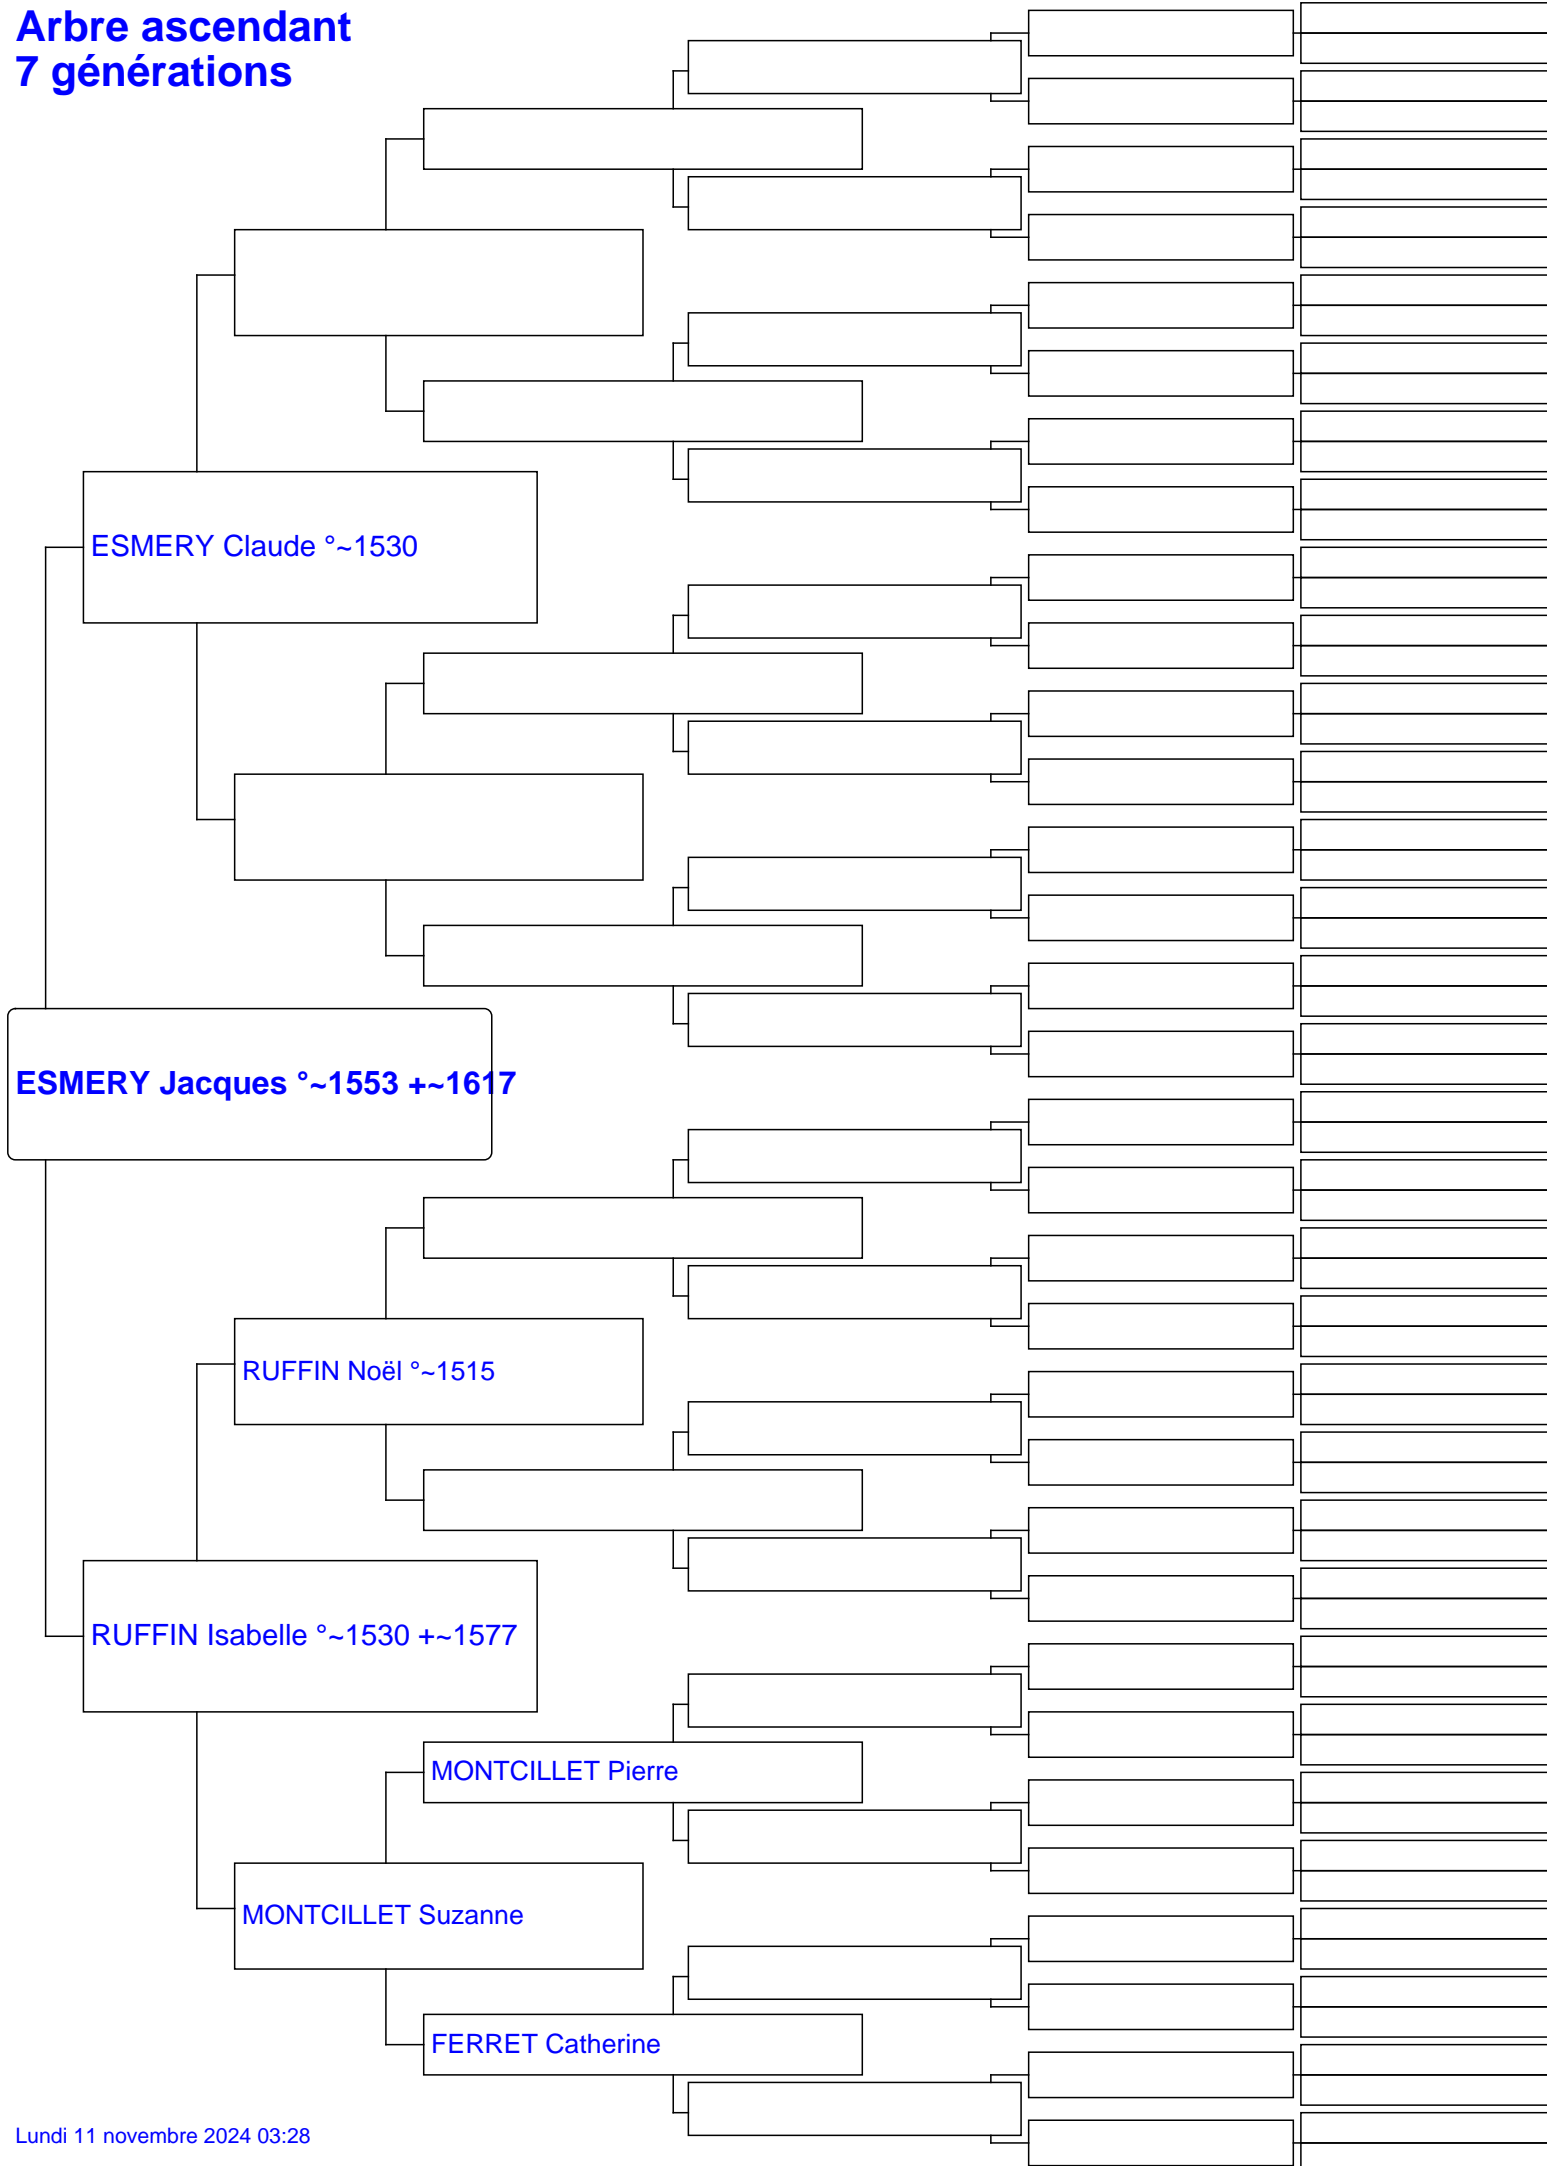 Arbre ascendant
7 générations
ESMERY Claude °~1530
ESMERY Jacques °~1553 +~1617
RUFFIN Noël °~1515
RUFFIN Isabelle °~1530 +~1577
MONTCILLET Pierre
MONTCILLET Suzanne
FERRET Catherine
Lundi 11 novembre 2024 03:28